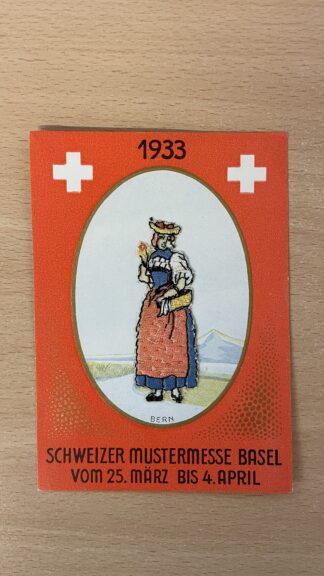 1933
BERN
SCHWEIZER MUSTERMESSE BASEL
VOM 25. MÄRZ BIS 4. APRIL